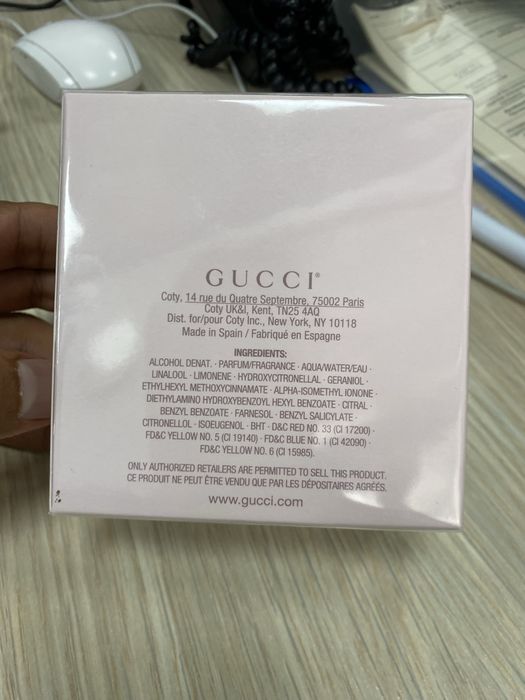 GUCCI®
Coty, 14 rue du Quatre Septembre, 75002 Paris
Coty UK&I, Kent, TN25 4AQ
Dist. for/pour Coty Inc., New York, NY 10118
Made in Spain / Fabriqué en Espagne
INGREDIENTS:
ALCOHOL DENAT. · PARFUM/FRAGRANCE · AQUA/WATER/EAU ·
LINALOOL · LIMONENE · HYDROXYCITRONELLAL · GERANIOL ·
ETHYLHEXYL METHOXYCINNAMATE · ALPHA-ISOMETHYL IONONE ·
DIETHYLAMINO HYDROXYBENZOYL HEXYL BENZOATE · CITRAL ·
BENZYL BENZOATE · FARNESOL · BENZYL SALICYLATE ·
CITRONELLOL · ISOEUGENOL · BHT · D&C RED NO. 33 (CI 17200) ·
FD&C YELLOW NO. 5 (CI 19140) · FD&C BLUE NO. 1 (CI 42090) ·
FD&C YELLOW NO. 6 (CI 15985).
ONLY AUTHORIZED RETAILERS ARE PERMITTED TO SELL THIS PRODUCT.
CE PRODUIT NE PEUT ÊTRE VENDU QUE PAR LES DÉPOSITAIRES AGRÉÉS.
www.gucci.com